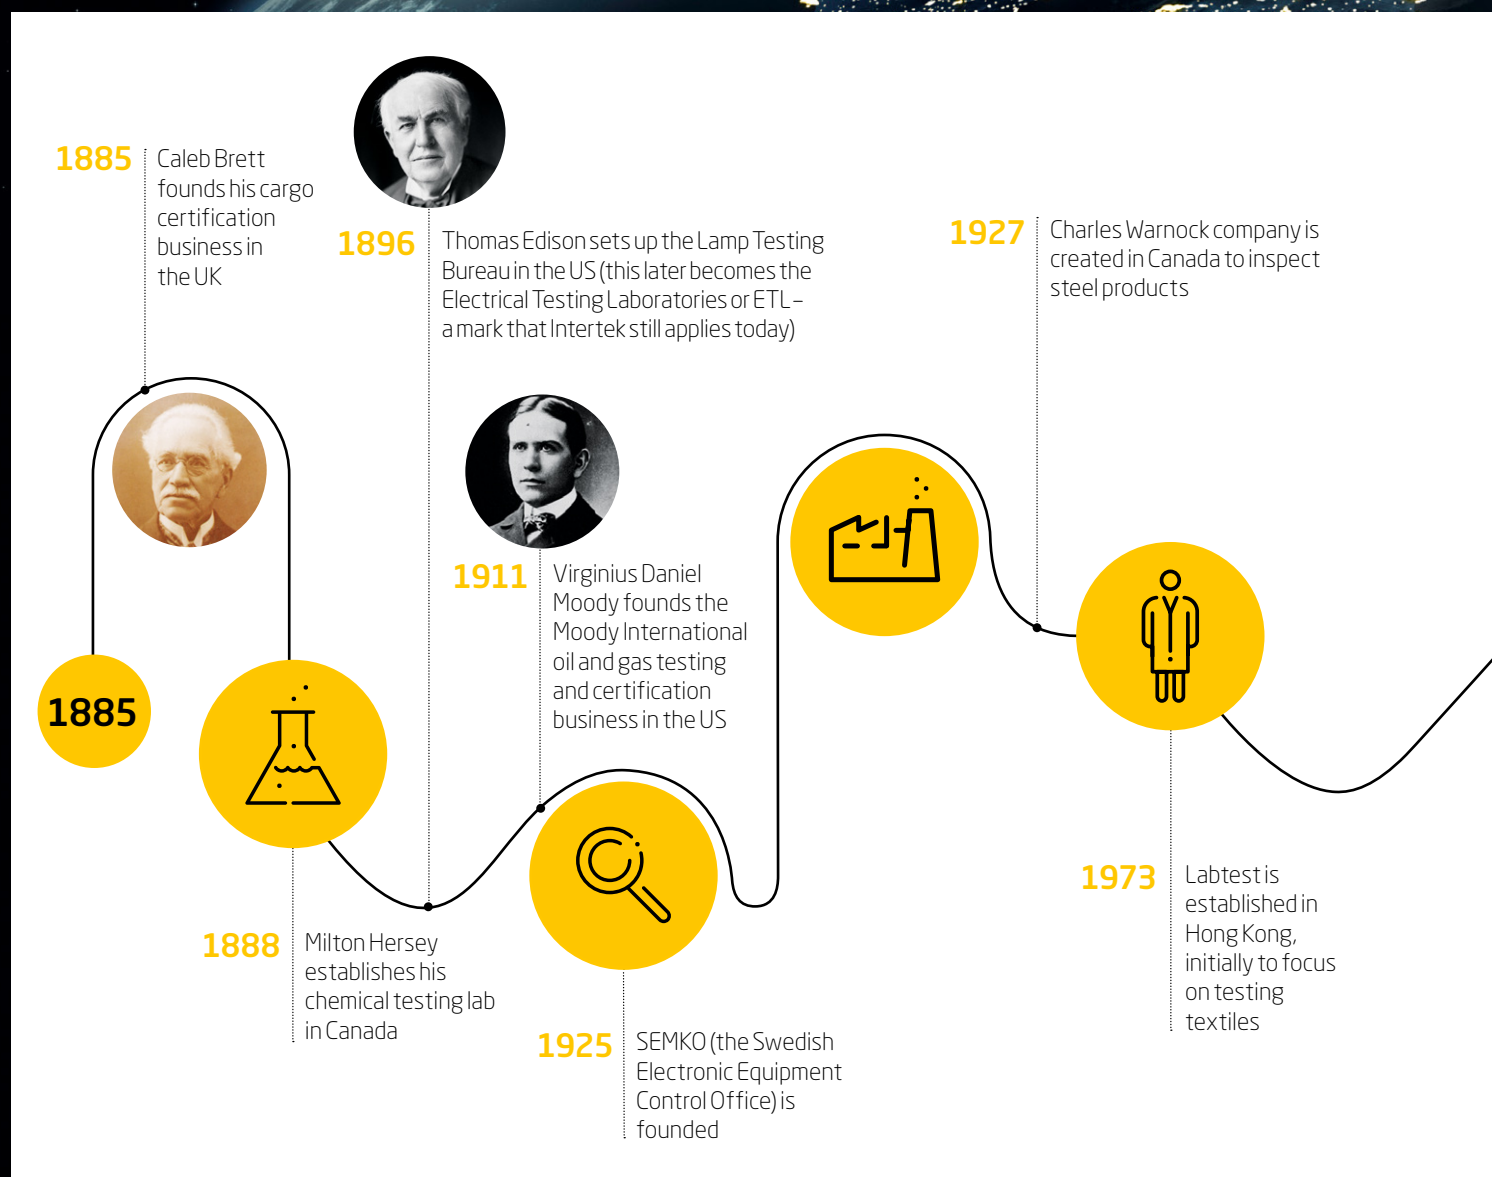 1885
Caleb Brett
founds his cargo
certification
business in
the UK
1896
Thomas Edison sets up the Lamp Testing
Bureau in the US (this later becomes the
Electrical Testing Laboratories or ETL –
a mark that Intertek still applies today)
1927
Charles Warnock company is
created in Canada to inspect
steel products
1911
Virginius Daniel
Moody founds the
Moody International
oil and gas testing
and certification
business in the US
1885
1888
Milton Hersey
establishes his
chemical testing lab
in Canada
1925
SEMKO (the Swedish
Electronic Equipment
Control Office) is
founded
1973
Labtest is
established in
Hong Kong,
initially to focus
on testing
textiles